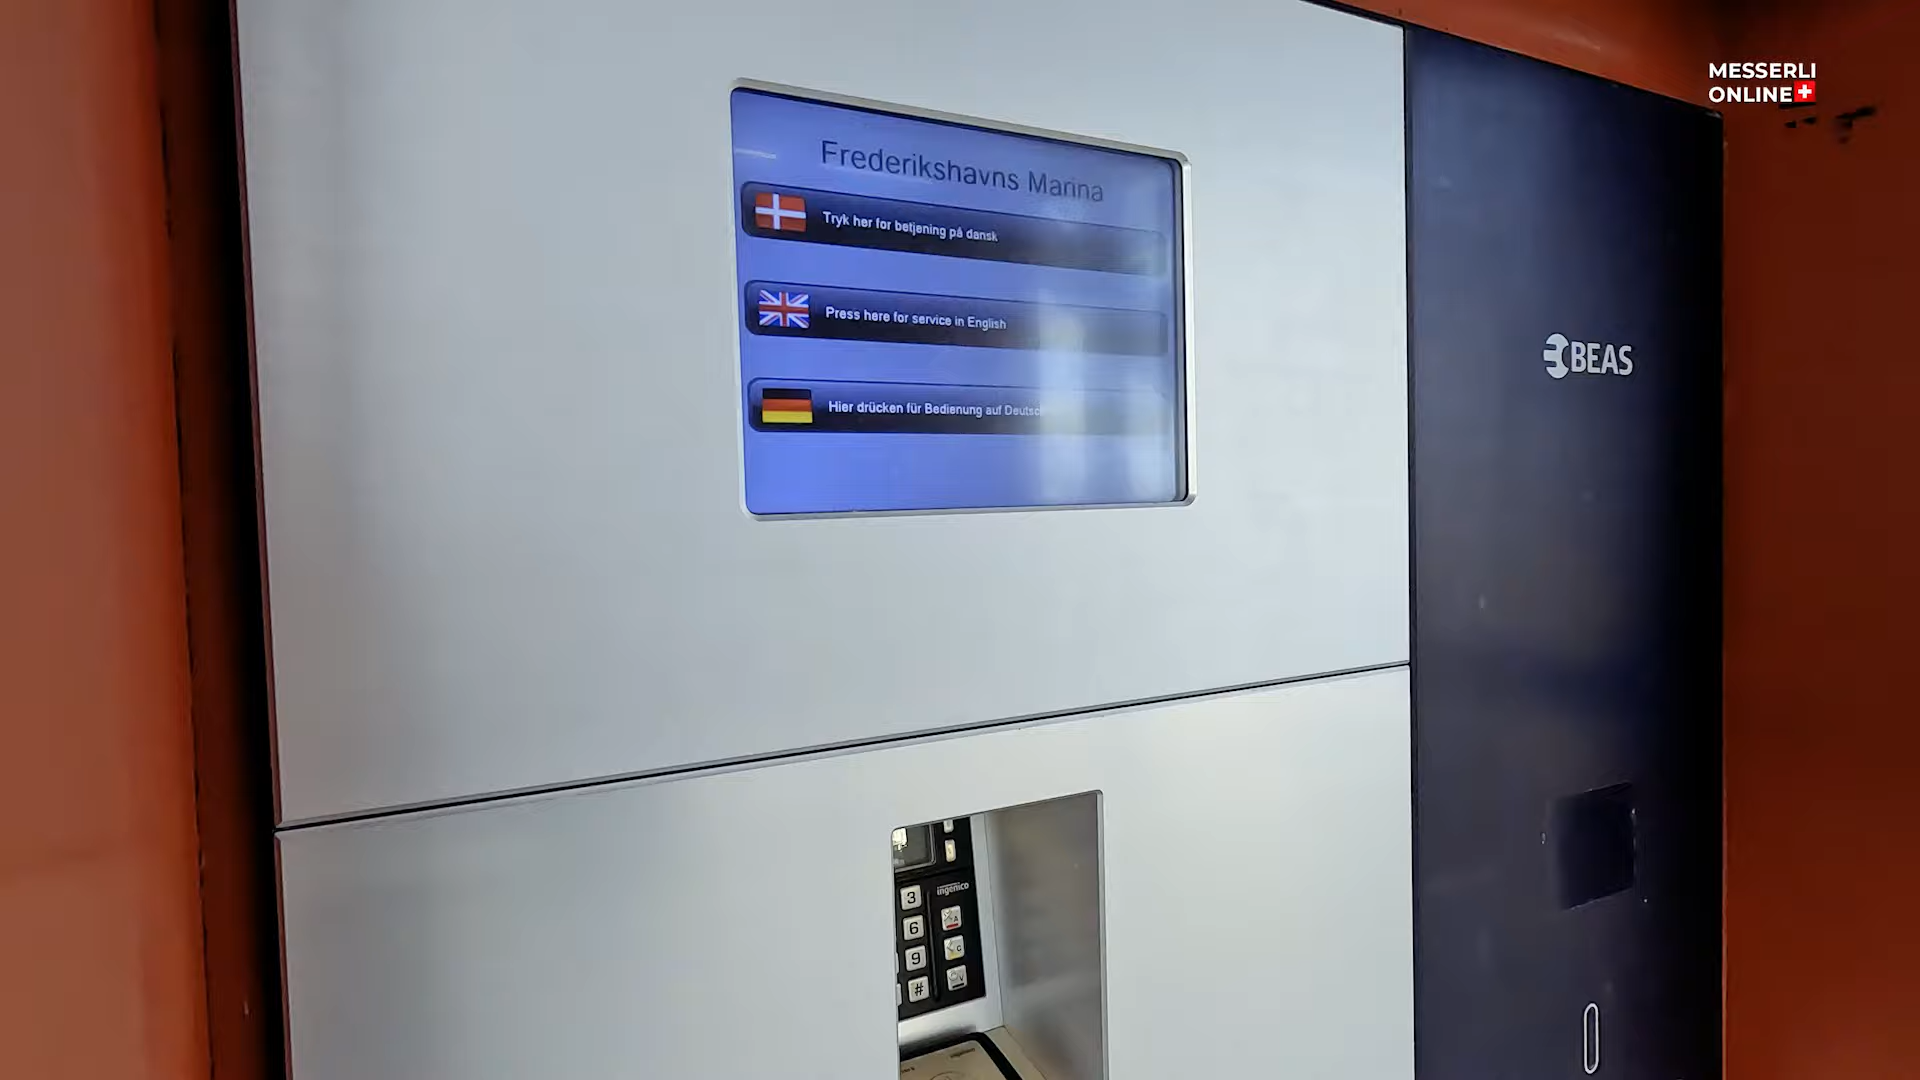 MESSERLI
ONLINE
Frederikshavns Marina
Tryk her for betjening på dansk
Press here for service in English
Hier drücken für Bedienung auf Deutsch
BEAS
ingenico
3
6
9
#